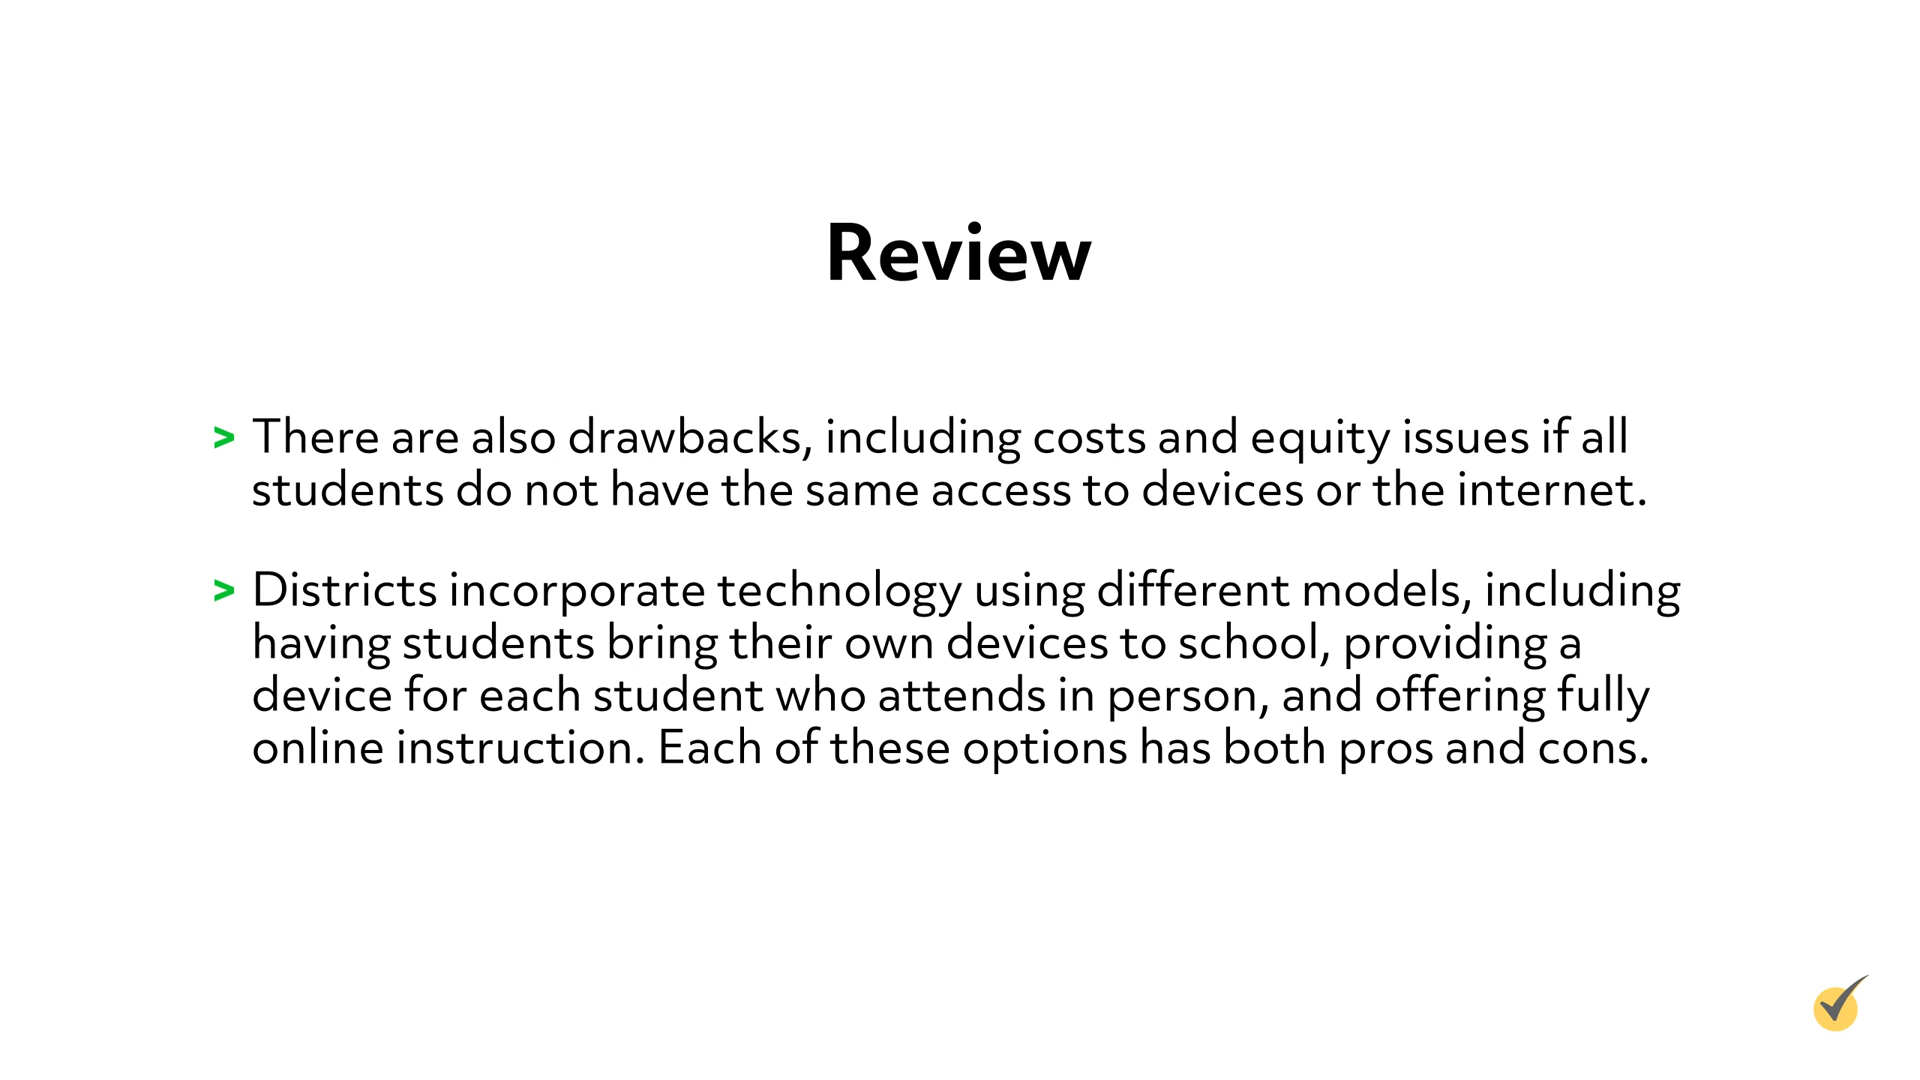 Review
> There are also drawbacks, including costs and equity issues if all
students do not have the same access to devices or the internet.
> Districts incorporate technology using different models, including
having students bring their own devices to school, providing a
device for each student who attends in person, and offering fully
online instruction. Each of these options has both pros and cons.